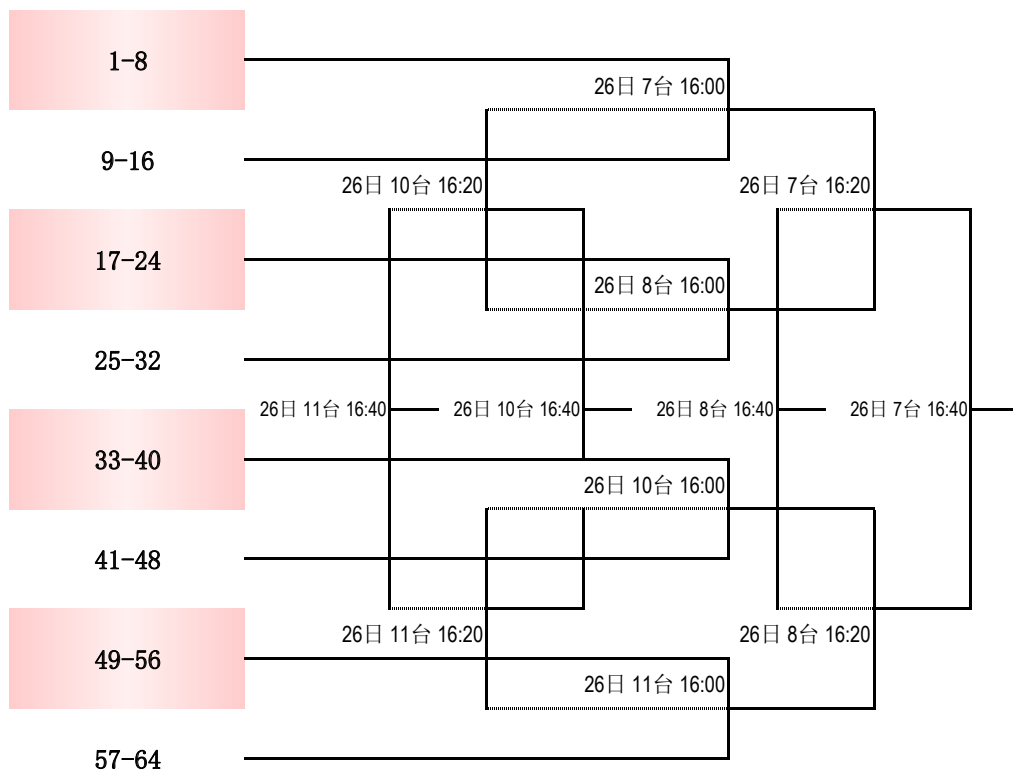 1-8
26日 7台 16:00
9-16
26日 10台 16:20
26日 7台 16:20
17-24
26日 8台 16:00
25-32
26日 11台 16:40
26日 10台 16:40
26日 8台 16:40
26日 7台 16:40
33-40
26日 10台 16:00
41-48
26日 11台 16:20
26日 8台 16:20
49-56
26日 11台 16:00
57-64